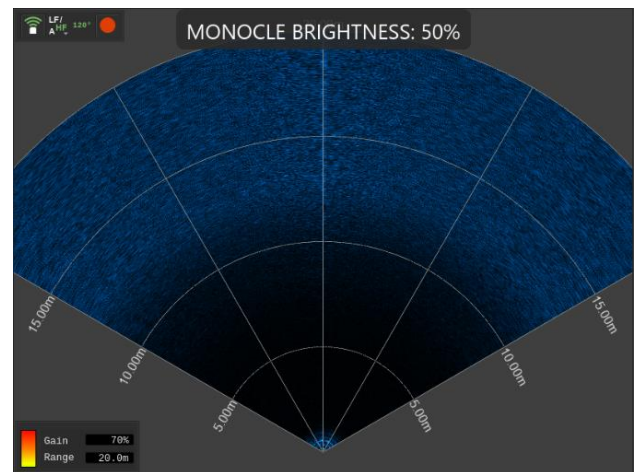 LF/
AHF 120°
MONOCLE BRIGHTNESS: 50%
15.00m
15.00m
10.00m
10.00m
5.00m
5.00m
Gain 70%
Range 20.0m